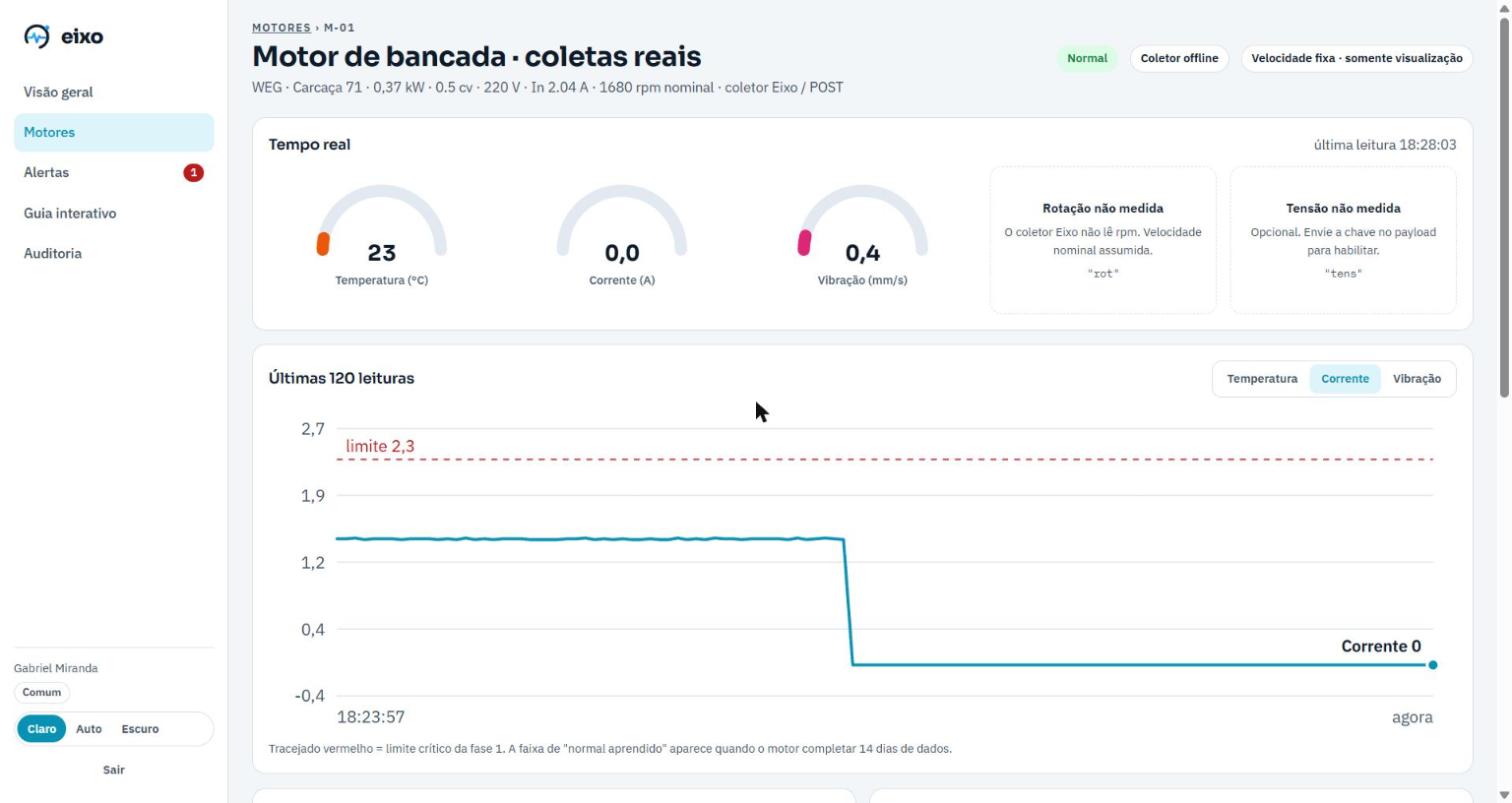 eixo
Visão geral
Motores
Alertas
1
Guia interativo
Auditoria
Gabriel Miranda
Comum
Claro
Auto
Escuro
Sair
MOTORES › M-01
Motor de bancada · coletas reais
WEG · Carcaça 71 · 0,37 kW · 0.5 cv · 220 V · In 2.04 A · 1680 rpm nominal · coletor Eixo / POST
Normal
Coletor offline
Velocidade fixa · somente visualização
Tempo real
última leitura 18:28:03
23
Temperatura (°C)
0,0
Corrente (A)
0,4
Vibração (mm/s)
Rotação não medida
O coletor Eixo não lê rpm. Velocidade
nominal assumida.
"rot"
Tensão não medida
Opcional. Envie a chave no payload
para habilitar.
"tens"
Últimas 120 leituras
Temperatura
Corrente
Vibração
2,7
limite 2,3
1,9
1,2
0,4
Corrente 0
-0,4
18:23:57
agora
Tracejado vermelho = limite crítico da fase 1. A faixa de "normal aprendido" aparece quando o motor completar 14 dias de dados.